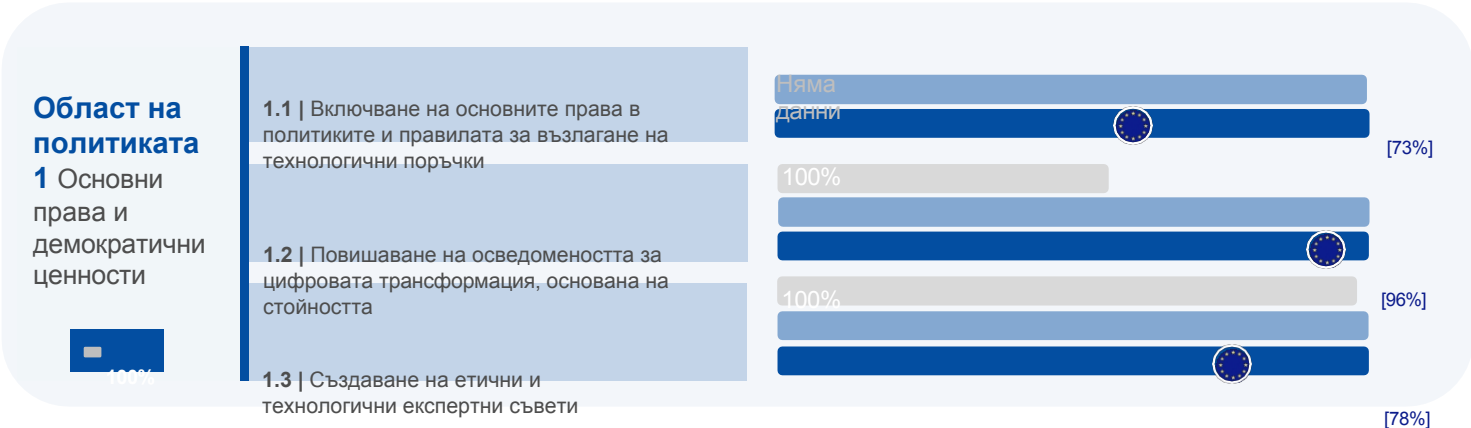 Област на
политиката
1 Основни
права и
демократични
ценности
100%
1.1 | Включване на основните права в
политиките и правилата за възлагане на
технологични поръчки
Няма
данни
[73%]
1.2 | Повишаване на осведомеността за
цифровата трансформация, основана на
стойността
100%
[96%]
1.3 | Създаване на етични и
технологични експертни съвети
100%
[78%]